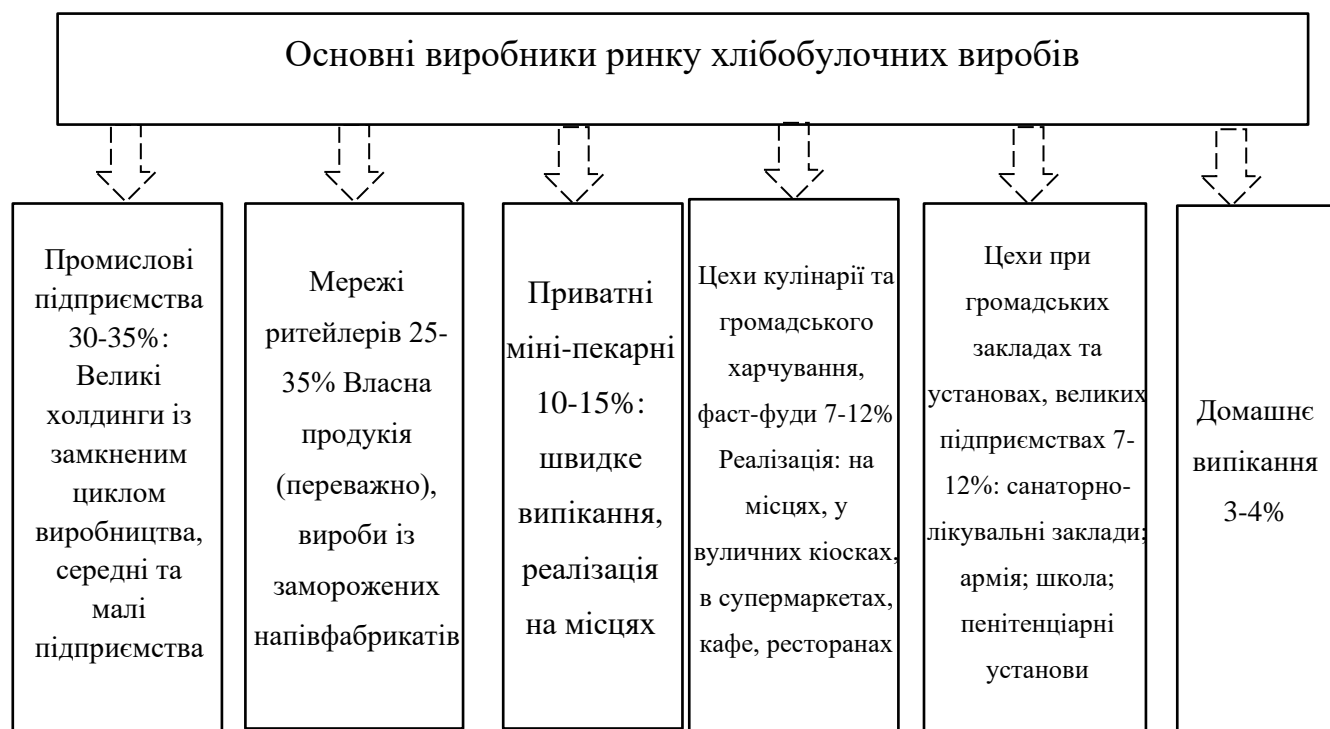 Основні виробники ринку хлібобулочних виробів
Промислові
підприємства
30-35%:
Великі
холдинги із
замкненим
циклом
виробництва,
середні та
малі
підприємства
Мережі
ритейлерів 25-
35% Власна
продукія
(переважно),
вироби із
заморожених
напівфабрикатів
Приватні
міні-пекарні
10-15%:
швидке
випікання,
реалізація
на місцях
Цехи кулінарії та
громадського
харчування,
фаст-фуди 7-12%
Реалізація: на
місцях, у
вуличних кіосках,
в супермаркетах,
кафе, ресторанах
Цехи при
громадських
закладах та
установах, великих
підприємствах 7-
12%: санаторно-
лікувальні заклади;
армія; школа;
пенітенціарні
установи
Домашнє
випікання
3-4%